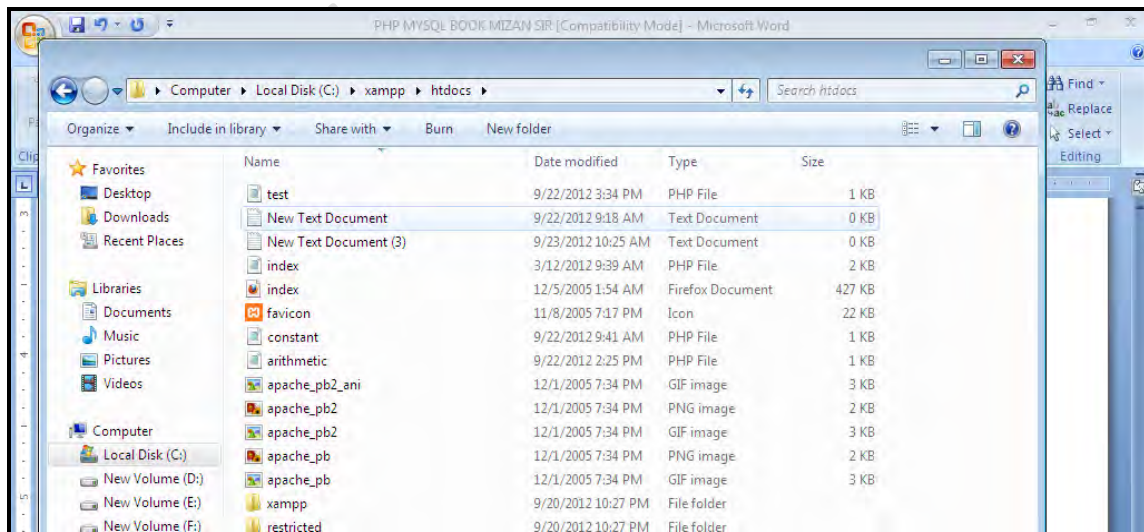 PHP MYSQL BOOK MIZAN SIR [Compatibility Mode] - Microsoft Word
Computer Local Disk (C:) xampp htdocs Search htdocs
Find
Replace
Select
Editing
Organize Include in library Share with Burn New folder
Name Date modified Type Size
Favorites
Desktop
Downloads
Recent Places
Libraries
Documents
Music
Pictures
Videos
Computer
Local Disk (C:)
New Volume (D:)
New Volume (E:)
New Volume (F:)
test 9/22/2012 3:34 PM PHP File 1 KB
New Text Document 9/22/2012 9:18 AM Text Document 0 KB
New Text Document (3) 9/23/2012 10:25 AM Text Document 0 KB
index 3/12/2012 9:39 AM PHP File 2 KB
index 12/5/2005 1:54 AM Firefox Document 427 KB
favicon 11/8/2005 7:17 PM Icon 22 KB
constant 9/22/2012 9:41 AM PHP File 1 KB
arithmetic 9/22/2012 2:25 PM PHP File 1 KB
apache_pb2_ani 12/1/2005 7:34 PM GIF image 3 KB
apache_pb2 12/1/2005 7:34 PM PNG image 2 KB
apache_pb2 12/1/2005 7:34 PM GIF image 3 KB
apache_pb 12/1/2005 7:34 PM PNG image 2 KB
apache_pb 12/1/2005 7:34 PM GIF image 3 KB
xampp 9/20/2012 10:27 PM File folder
restricted 9/20/2012 10:27 PM File folder